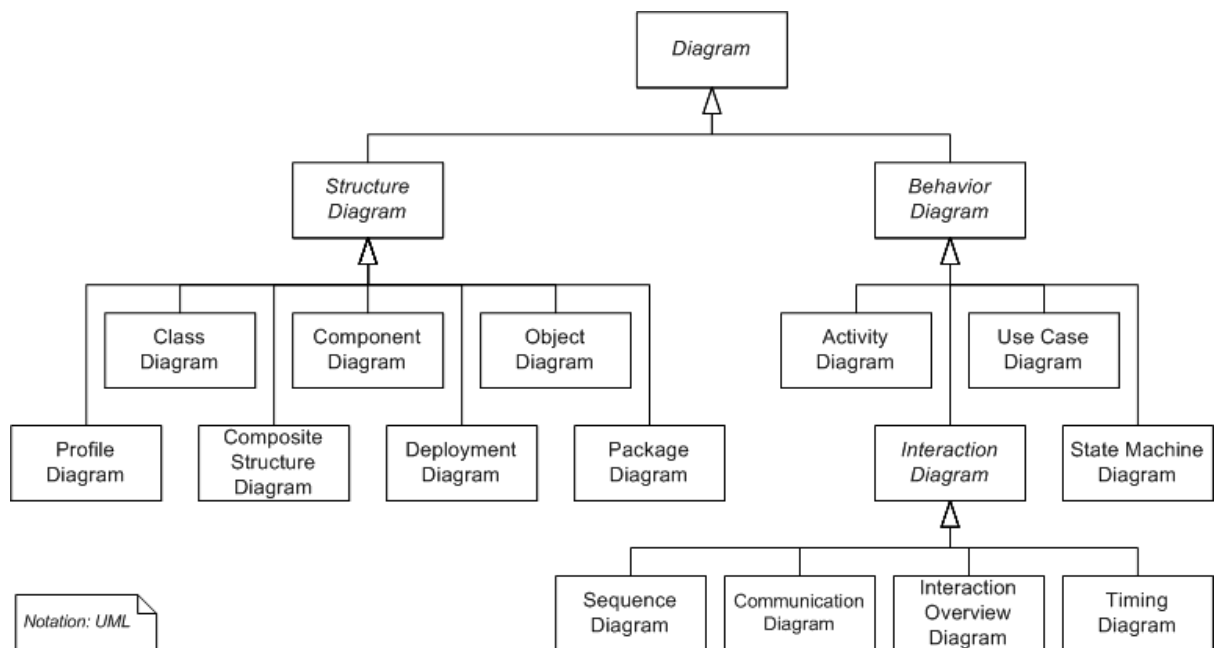 Diagram
Structure
Diagram
Behavior
Diagram
Class
Diagram
Component
Diagram
Object
Diagram
Activity
Diagram
Use Case
Diagram
Profile
Diagram
Composite
Structure
Diagram
Deployment
Diagram
Package
Diagram
Interaction
Diagram
State Machine
Diagram
Sequence
Diagram
Communication
Diagram
Interaction
Overview
Diagram
Timing
Diagram
Notation: UML